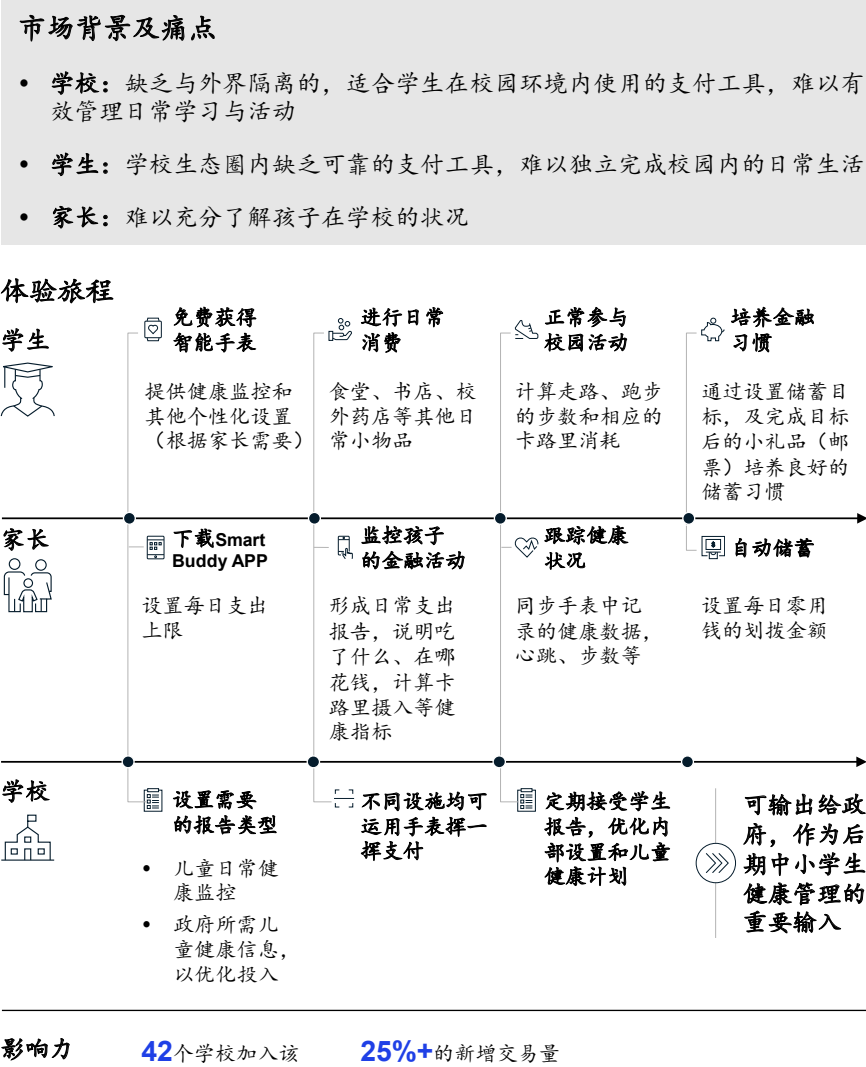 市场背景及痛点
• 学校：缺乏与外界隔离的，适合学生在校园环境内使用的支付工具，难以有
效管理日常学习与活动
• 学生：学校生态圈内缺乏可靠的支付工具，难以独立完成校园内的日常生活
• 家长：难以充分了解孩子在学校的状况
体验旅程
学生
免费获得
智能手表
提供健康监控和
其他个性化设置
（根据家长需要）
进行日常
消费
食堂、书店、校
外药店等其他日
常小物品
正常参与
校园活动
计算走路、跑步
的步数和相应的
卡路里消耗
培养金融
习惯
通过设置储蓄目
标，及完成目标
后的小礼品（邮
票）培养良好的
储蓄习惯
家长
下载Smart
Buddy APP
设置每日支出
上限
监控孩子
的金融活动
形成日常支出
报告，说明吃
了什么、在哪
花钱，计算卡
路里摄入等健
康指标
跟踪健康
状况
同步手表中记
录的健康数据，
心跳、步数等
自动储蓄
设置每日零用
钱的划拨金额
学校
设置需要
的报告类型
• 儿童日常健
康监控
• 政府所需儿
童健康信息，
以优化投入
不同设施均可
运用手表挥一
挥支付
定期接受学生
报告，优化内
部设置和儿童
健康计划
可输出给政
府，作为后
期中小学生
健康管理的
重要输入
影响力
42个学校加入该
25%+的新增交易量